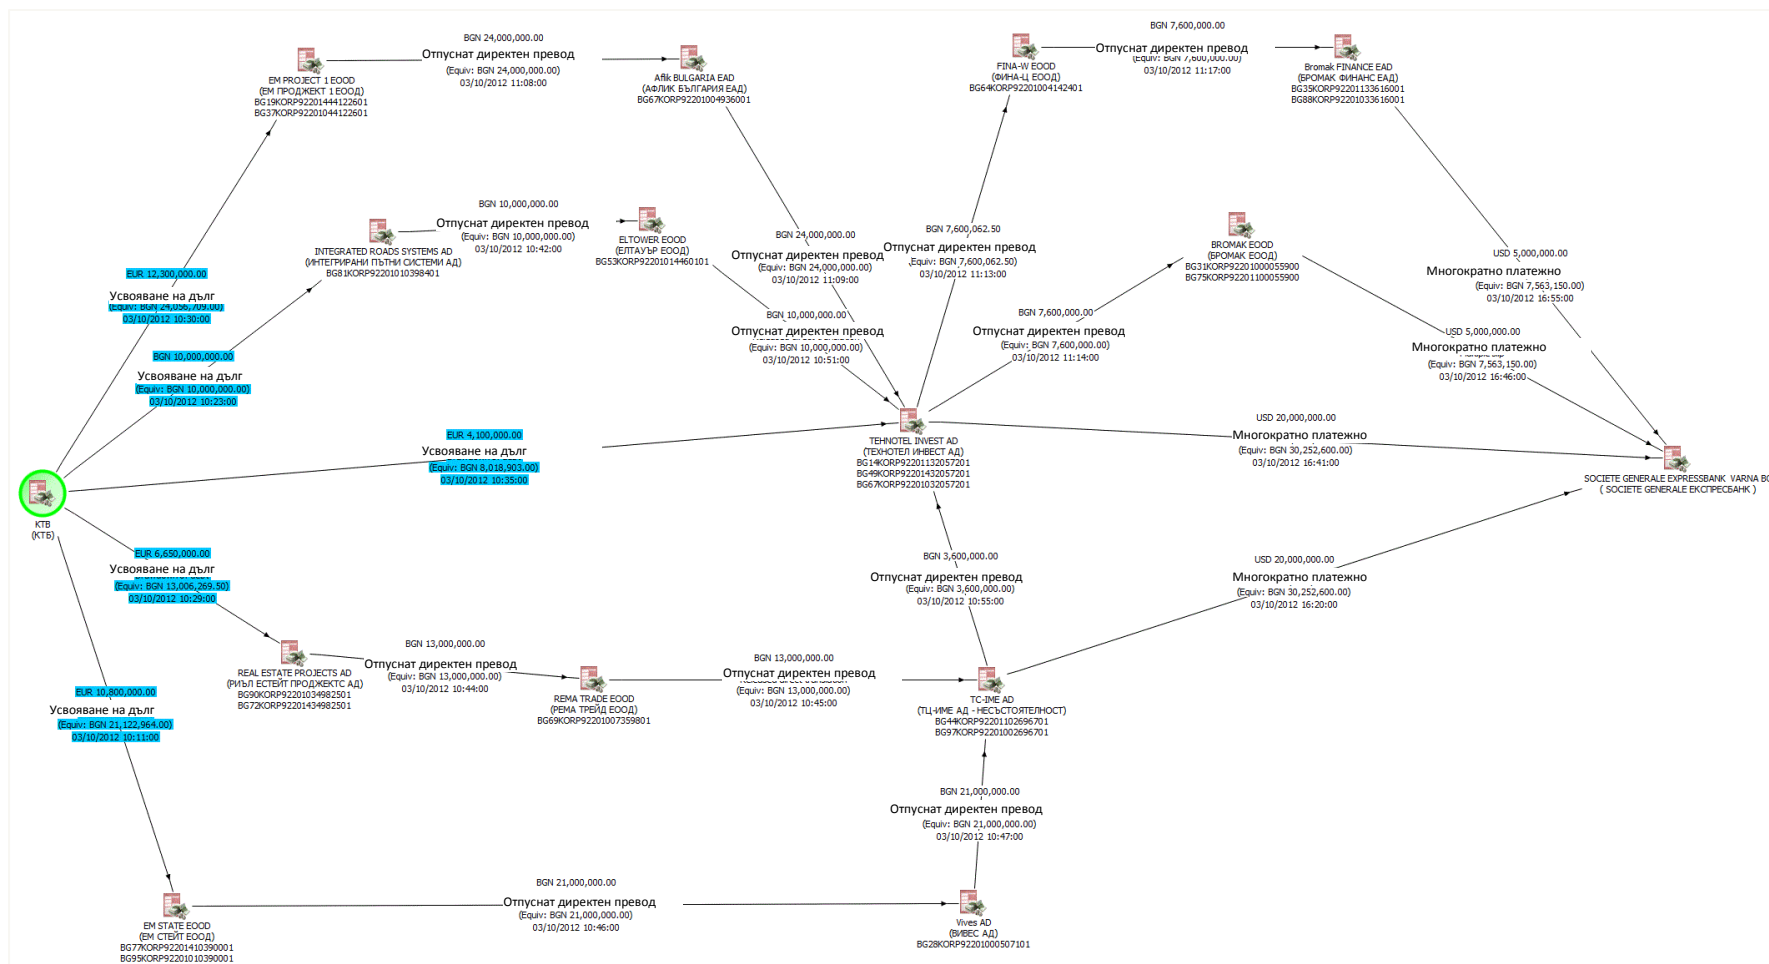 BGN 24,000,000.00
Отпуснат директен превод
(Equiv: BGN 24,000,000.00)
03/10/2012 11:08:00
EM PROJECT 1 EOOD
(ЕМ ПРОДЖЕКТ 1 ЕООД)
BG19KORP92201444122601
BG37KORP92201044122601
Aflik BULGARIA EAD
(АФЛИК БЪЛГАРИЯ ЕАД)
BG67KORP92201004936001
FINA-W EOOD
(ФИНА-Ц ЕООД)
BG64KORP92201004142401
BGN 7,600,000.00
Отпуснат директен превод
(Equiv: BGN 7,600,000.00)
03/10/2012 11:17:00
Bromak FINANCE EAD
(БРОМАК ФИНАНС ЕАД)
BG35KORP92201133616001
BG88KORP92201033616001
BGN 10,000,000.00
Отпуснат директен превод
(Equiv: BGN 10,000,000.00)
03/10/2012 10:42:00
INTEGRATED ROADS SYSTEMS AD
(ИНТЕГРИРАНИ ПЪТНИ СИСТЕМИ АД)
BG81KORP92201010398401
ELTOWER EOOD
(ЕЛТАУЪР ЕООД)
BG53KORP92201014460101
BGN 24,000,000.00
Отпуснат директен превод
(Equiv: BGN 24,000,000.00)
03/10/2012 11:09:00
BGN 7,600,062.50
Отпуснат директен превод
(Equiv: BGN 7,600,062.50)
03/10/2012 11:13:00
BROMAK EOOD
(БРОМАК ЕООД)
BG31KORP92201000055900
BG75KORP92201100055900
USD 5,000,000.00
Многократно платежно
(Equiv: BGN 7,563,150.00)
03/10/2012 16:55:00
EUR 12,300,000.00
Усвояване на дълг
(Equiv: BGN 24,056,709.00)
03/10/2012 10:30:00
BGN 10,000,000.00
Отпуснат директен превод
(Equiv: BGN 10,000,000.00)
03/10/2012 10:51:00
BGN 7,600,000.00
Отпуснат директен превод
(Equiv: BGN 7,600,000.00)
03/10/2012 11:14:00
USD 5,000,000.00
Многократно платежно
(Equiv: BGN 7,563,150.00)
03/10/2012 16:46:00
BGN 10,000,000.00
Усвояване на дълг
(Equiv: BGN 10,000,000.00)
03/10/2012 10:23:00
EUR 4,100,000.00
Усвояване на дълг
(Equiv: BGN 8,018,903.00)
03/10/2012 10:35:00
TEHNOTEL INVEST AD
(ТЕХНОТЕЛ ИНВЕСТ АД)
BG14KORP92201132057201
BG49KORP92201432057201
BG67KORP92201032057201
USD 20,000,000.00
Многократно платежно
(Equiv: BGN 30,252,600.00)
03/10/2012 16:41:00
SOCIETE GENERALE EXPRESSBANK VARNA BG
( SOCIETE GENERALE ЕКСПРЕСБАНК )
KTB
(КТБ)
EUR 6,650,000.00
Усвояване на дълг
(Equiv: BGN 13,006,269.50)
03/10/2012 10:29:00
BGN 3,600,000.00
Отпуснат директен превод
(Equiv: BGN 3,600,000.00)
03/10/2012 10:55:00
USD 20,000,000.00
Многократно платежно
(Equiv: BGN 30,252,600.00)
03/10/2012 16:20:00
REAL ESTATE PROJECTS AD
(РИЪЛ ЕСТЕЙТ ПРОДЖЕКТС АД)
BG90KORP92201034982501
BG72KORP92201434982501
BGN 13,000,000.00
Отпуснат директен превод
(Equiv: BGN 13,000,000.00)
03/10/2012 10:44:00
REMA TRADE EOOD
(РЕМА ТРЕЙД ЕООД)
BG69KORP92201007359801
BGN 13,000,000.00
Отпуснат директен превод
(Equiv: BGN 13,000,000.00)
03/10/2012 10:45:00
TC-IME AD
(ТЦ-ИМЕ АД - НЕСЪСТОЯТЕЛНОСТ)
BG44KORP92201102696701
BG97KORP92201002696701
EUR 10,800,000.00
Усвояване на дълг
(Equiv: BGN 21,122,964.00)
03/10/2012 10:11:00
BGN 21,000,000.00
Отпуснат директен превод
(Equiv: BGN 21,000,000.00)
03/10/2012 10:47:00
EM STATE EOOD
(ЕМ СТЕЙТ ЕООД)
BG77KORP92201410390001
BG95KORP92201010390001
BGN 21,000,000.00
Отпуснат директен превод
(Equiv: BGN 21,000,000.00)
03/10/2012 10:46:00
Vives AD
(ВИВЕС АД)
BG28KORP92201000507101